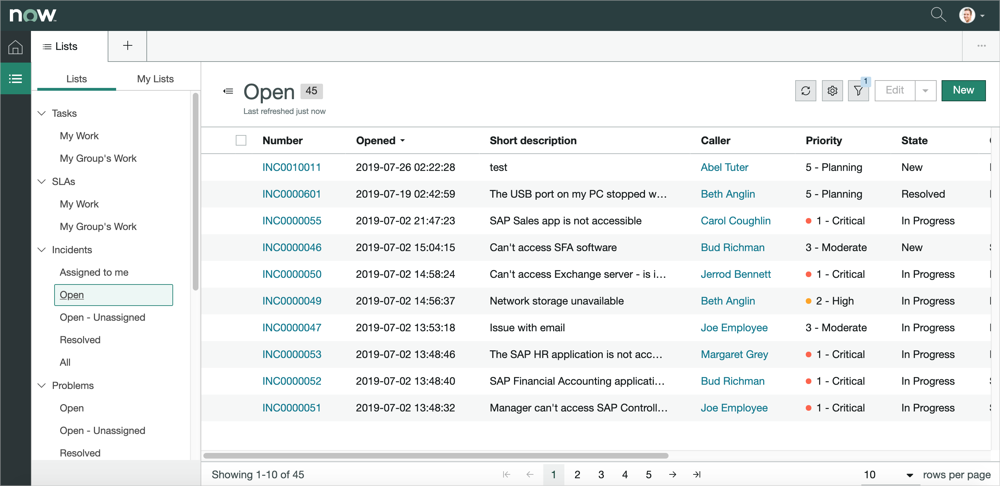 now
Lists
Lists My Lists
Tasks
My Work
My Group's Work
SLAs
My Work
My Group's Work
Incidents
Assigned to me
Open
Open - Unassigned
Resolved
All
Problems
Open
Open - Unassigned
Resolved
Open 45
Last refreshed just now
1
Edit
New
Number Opened Short description Caller Priority State
INC0010011 2019-07-26 02:22:28 test Abel Tuter 5 - Planning New
INC0000601 2019-07-19 02:42:59 The USB port on my PC stopped w... Beth Anglin 5 - Planning Resolved
INC0000055 2019-07-02 21:47:23 SAP Sales app is not accessible Carol Coughlin 1 - Critical In Progress
INC0000046 2019-07-02 15:04:15 Can't access SFA software Bud Richman 3 - Moderate New
INC0000050 2019-07-02 14:58:24 Can't access Exchange server - is i... Jerrod Bennett 1 - Critical In Progress
INC0000049 2019-07-02 14:56:37 Network storage unavailable Beth Anglin 2 - High In Progress
INC0000047 2019-07-02 13:53:18 Issue with email Joe Employee 3 - Moderate In Progress
INC0000053 2019-07-02 13:48:46 The SAP HR application is not acc... Margaret Grey 1 - Critical In Progress
INC0000052 2019-07-02 13:48:40 SAP Financial Accounting applicati... Bud Richman 1 - Critical In Progress
INC0000051 2019-07-02 13:48:32 Manager can't access SAP Controll... Joe Employee 1 - Critical In Progress
Showing 1-10 of 45 1 2 3 4 5 10 rows per page